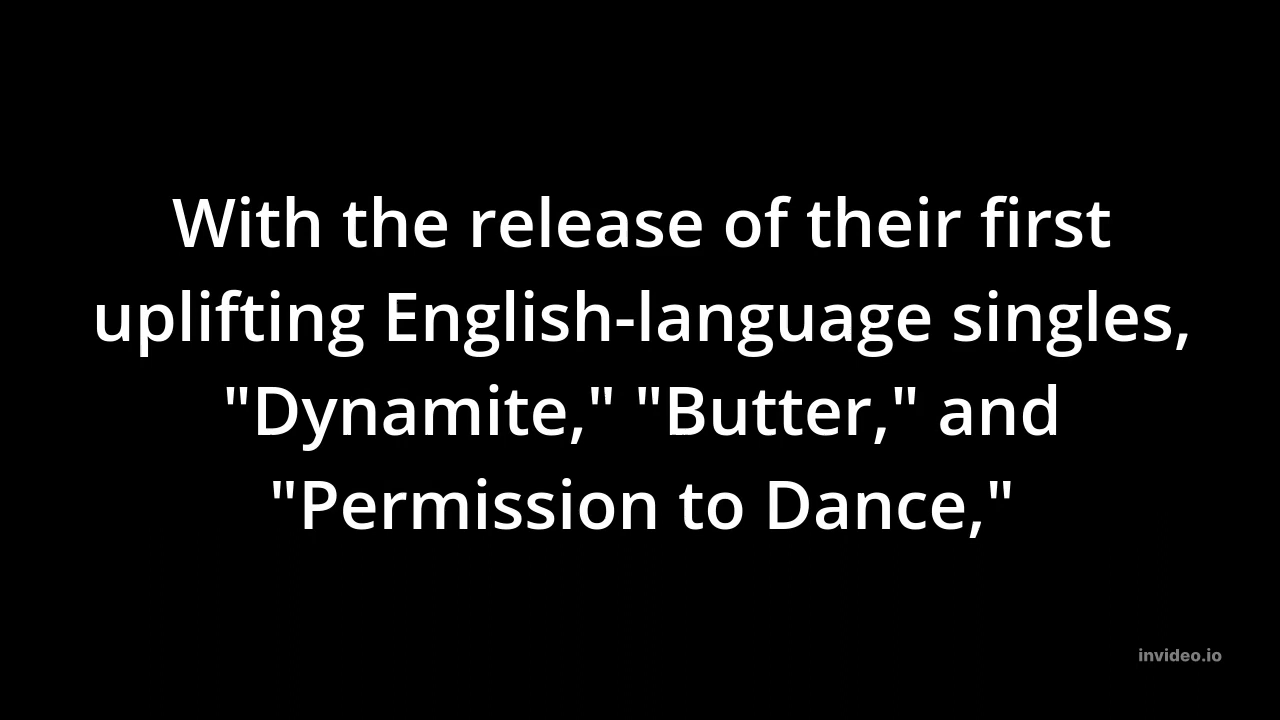 With the release of their first
uplifting English-language singles,
"Dynamite," "Butter," and
"Permission to Dance,"
invideo.io